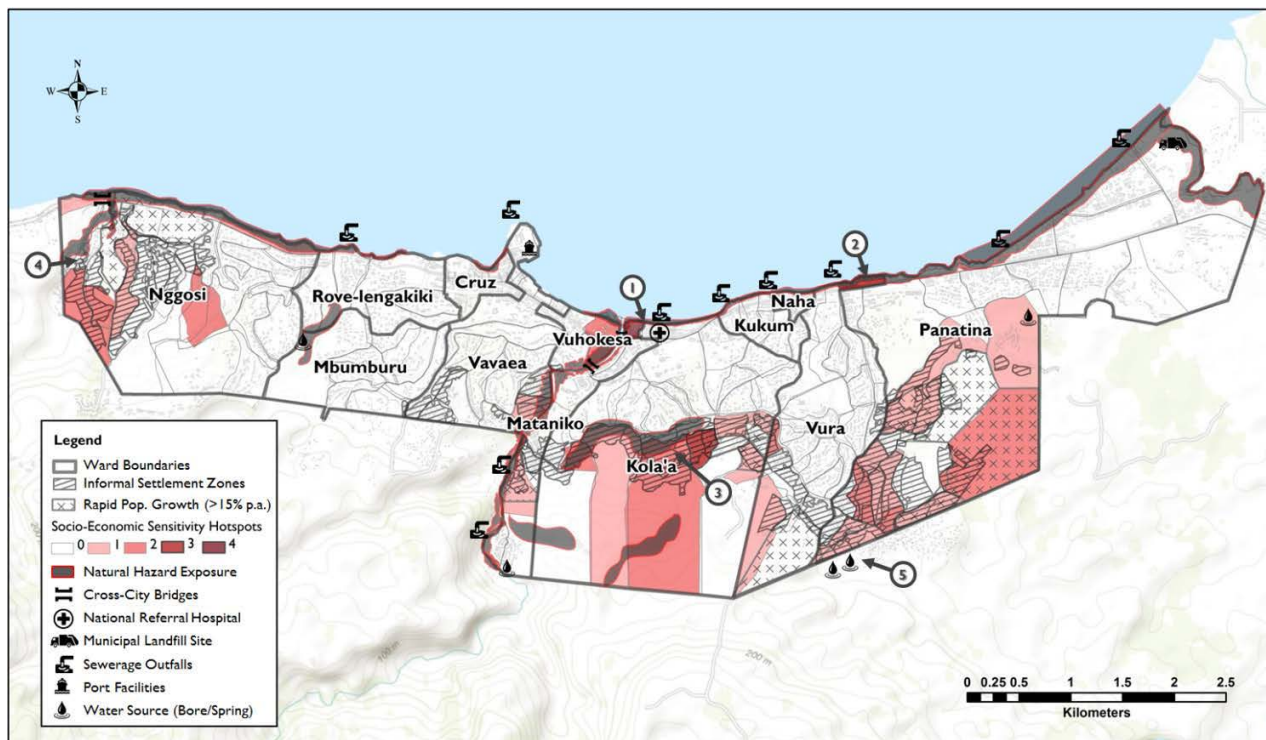 N
W E
S
1
2
4
Nggosi
Rove-lengakiki
Cruz
Mbumburu
Vavaea
Vuhokesa
Naha
Kukum
Panatina
Mataniko
Kola'a
Vura
3
5
100 m
200 m
Legend
Ward Boundaries
Informal Settlement Zones
Rapid Pop. Growth (>15% p.a.)
Socio-Economic Sensitivity Hotspots
0 1 2 3 4
Natural Hazard Exposure
Cross-City Bridges
National Referral Hospital
Municipal Landfill Site
Sewerage Outfalls
Port Facilities
Water Source (Bore/Spring)
0 0.25 0.5 1 1.5 2 2.5
Kilometers